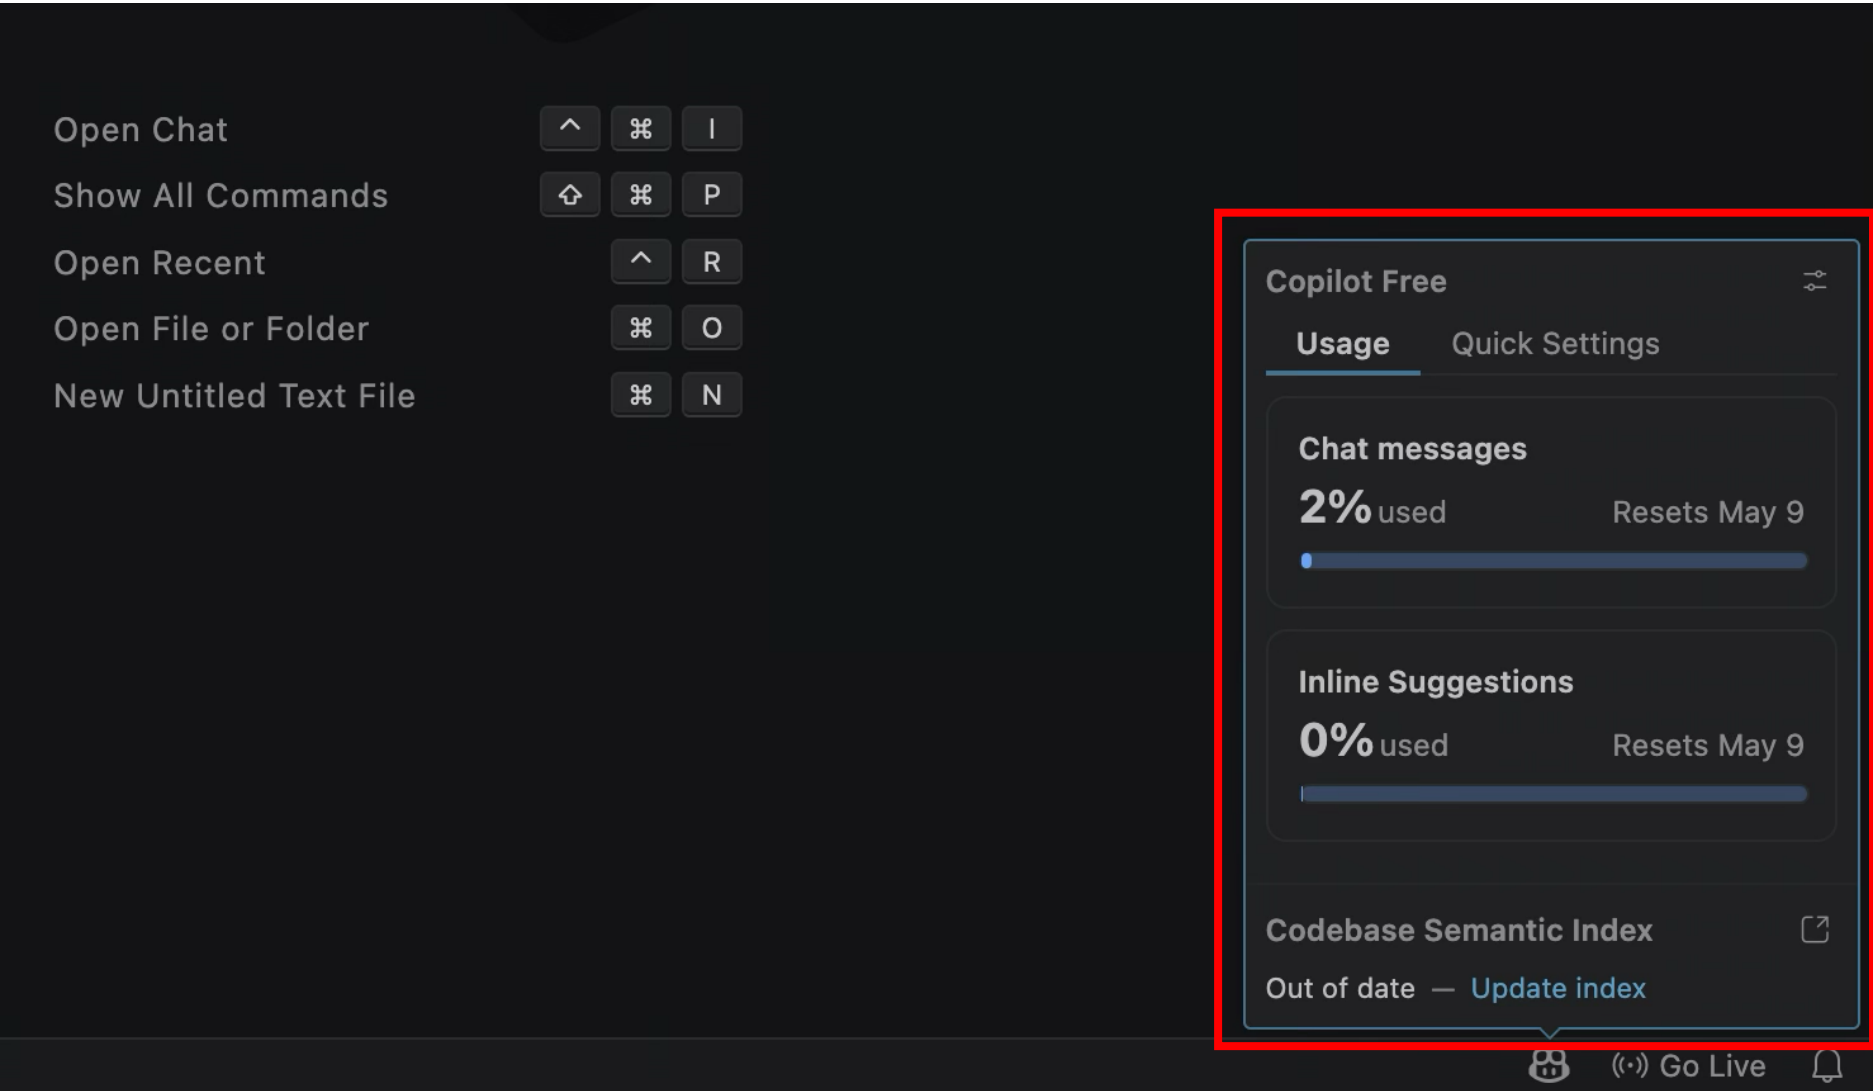 Open Chat ^ ⌘ I
Show All Commands ⇧ ⌘ P
Open Recent ^ R
Open File or Folder ⌘ O
New Untitled Text File ⌘ N
Copilot Free
Usage Quick Settings
Chat messages
2% used Resets May 9
Inline Suggestions
0% used Resets May 9
Codebase Semantic Index
Out of date — Update index
Go Live